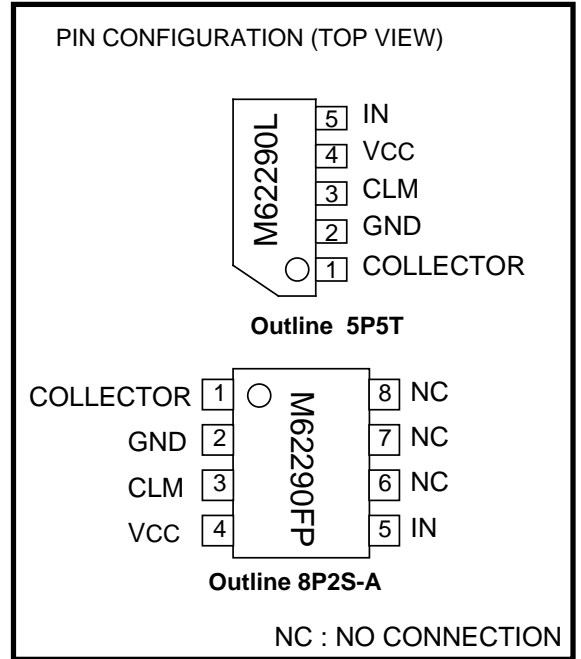 PIN CONFIGURATION (TOP VIEW)
M62290L
5 IN
4 VCC
3 CLM
2 GND
1 COLLECTOR
Outline 5P5T
COLLECTOR 1
GND 2
CLM 3
VCC 4
M62290FP
8 NC
7 NC
6 NC
5 IN
Outline 8P2S-A
NC : NO CONNECTION